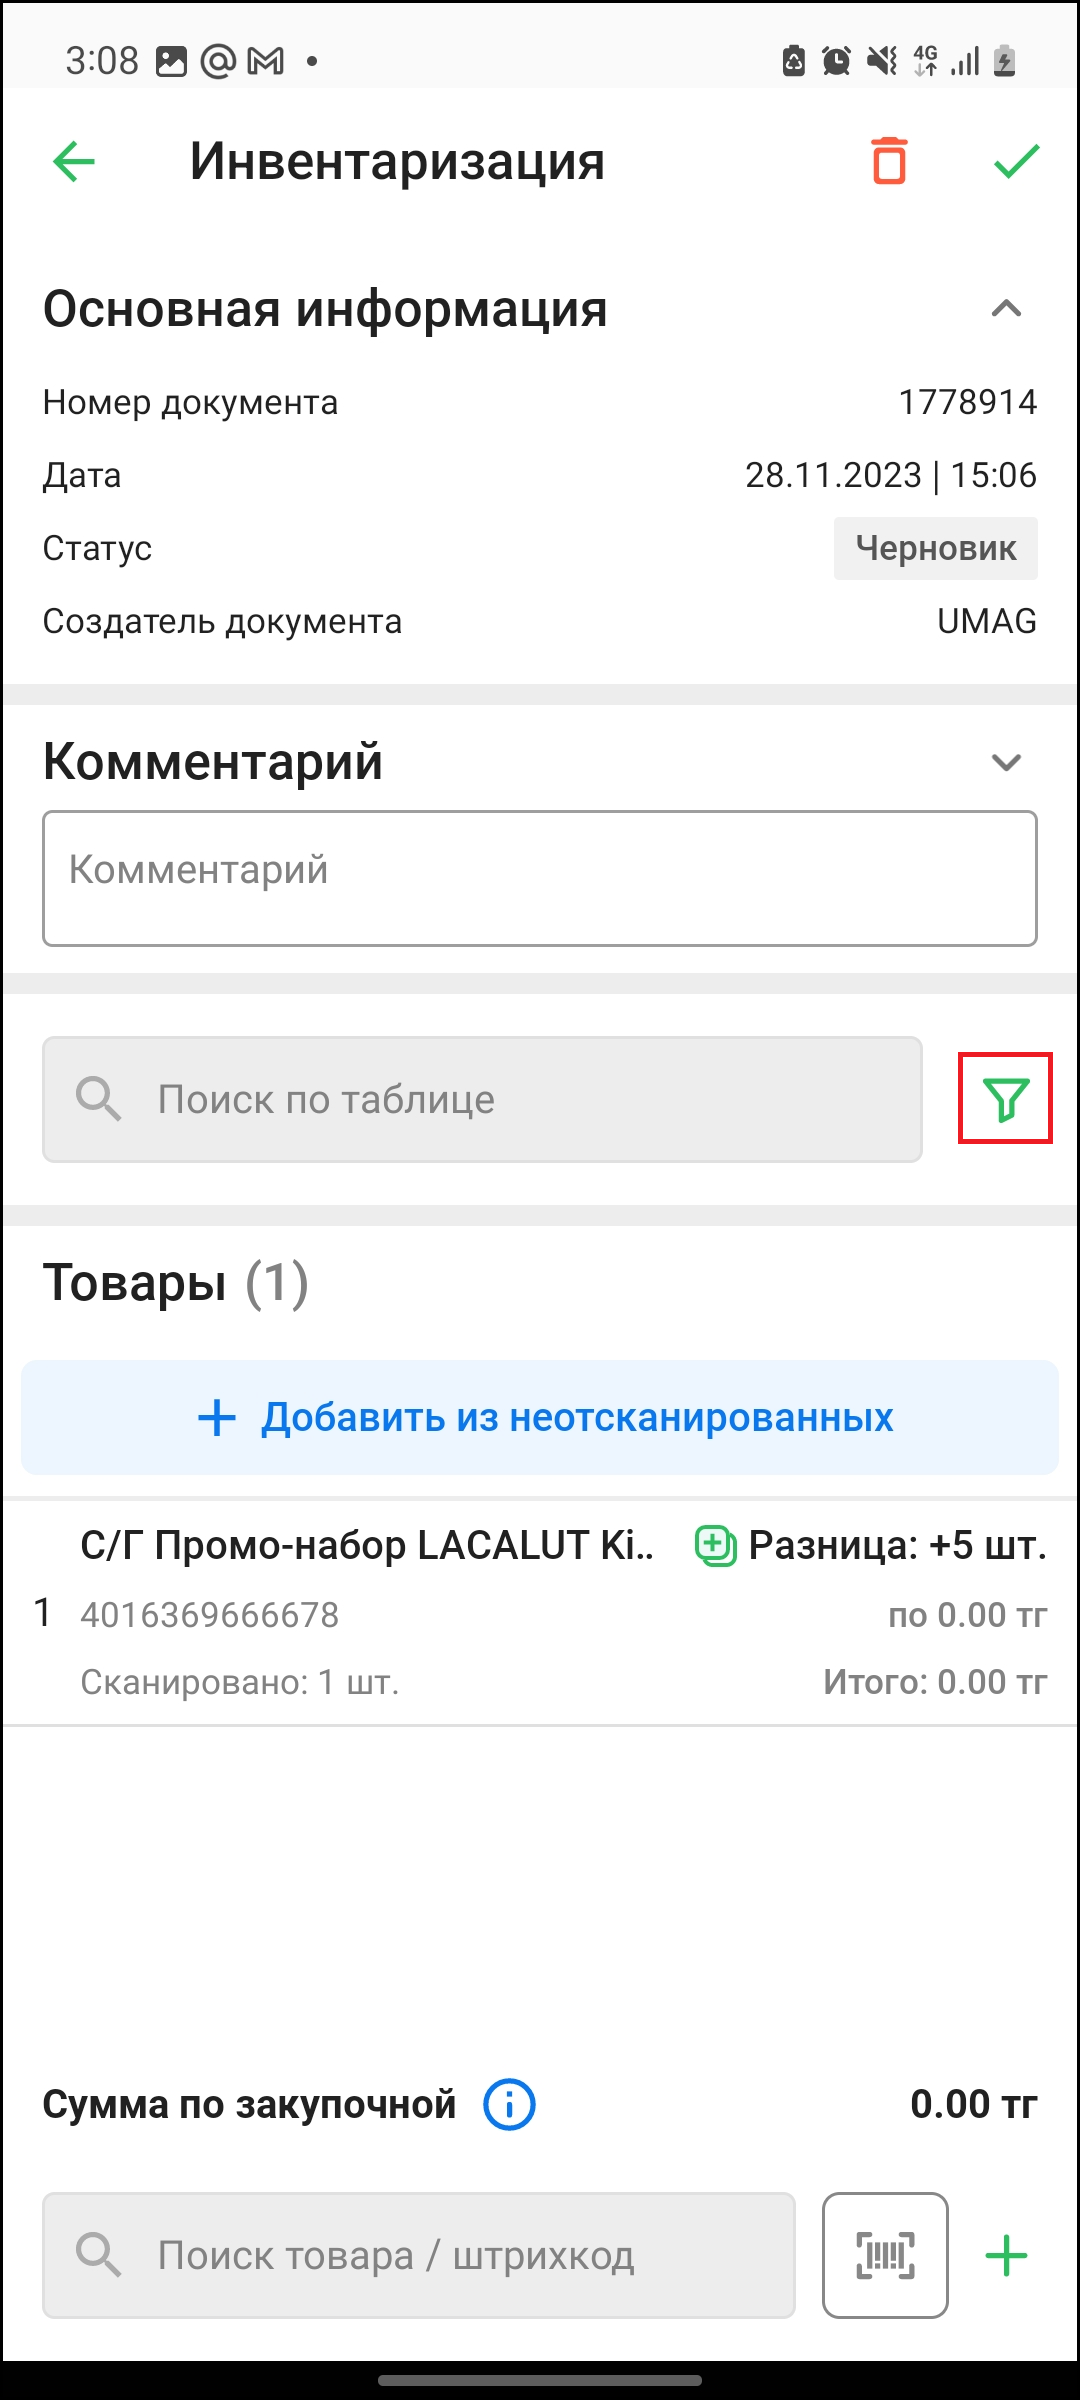 3:08
4G
Инвентаризация
Основная информация
Номер документа 1778914
Дата 28.11.2023 | 15:06
Статус Черновик
Создатель документа UMAG
Комментарий
Комментарий
Поиск по таблице
Товары (1)
Добавить из неотсканированных
С/Г Промо-набор LACALUT Ki.. Разница: +5 шт.
1 4016369666678 по 0.00 тг
Сканировано: 1 шт. Итого: 0.00 тг
Сумма по закупочной 0.00 тг
Поиск товара / штрихкод